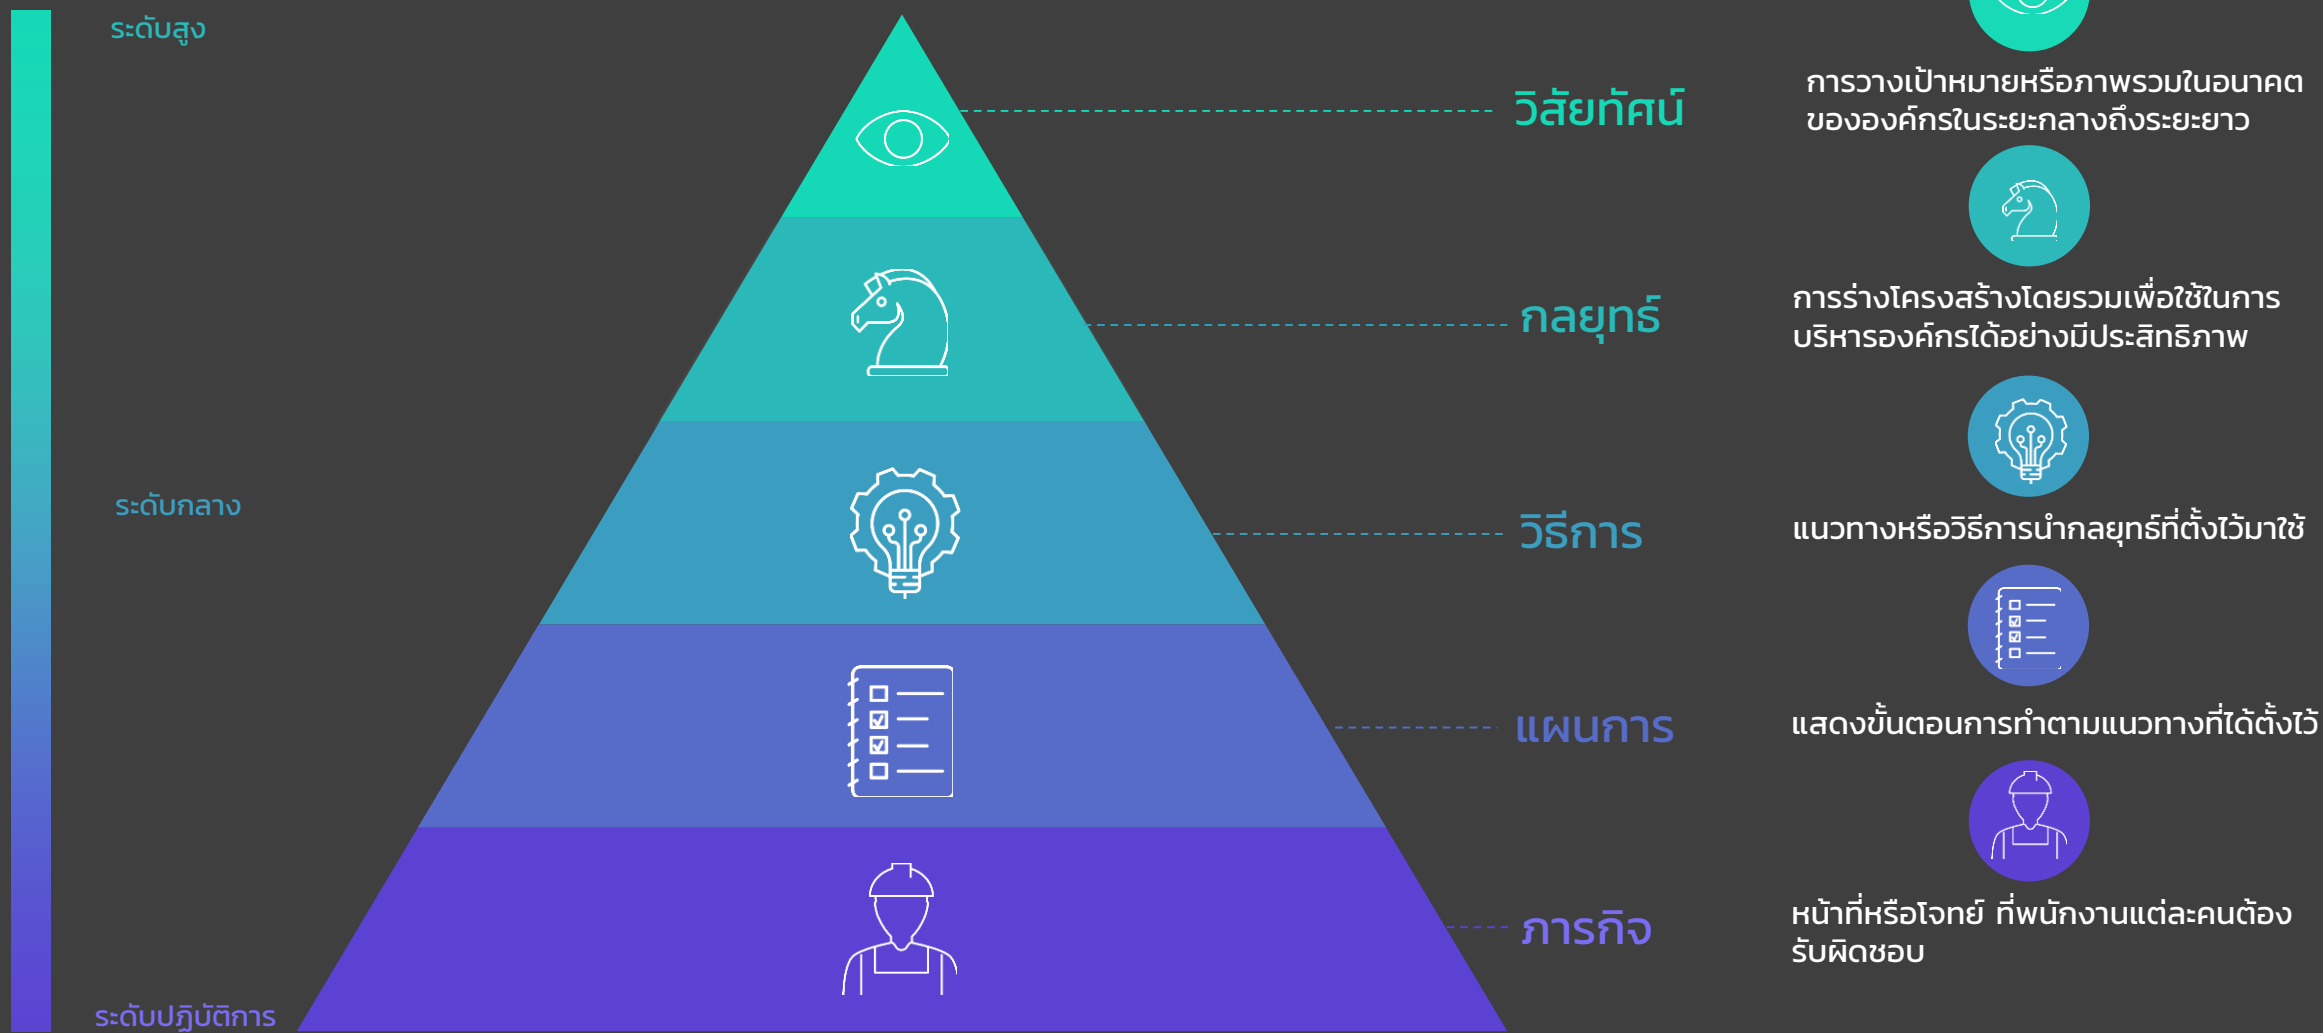 ระดับสูง
วิสัยทัศน์
การวางเป้าหมายหรือภาพรวมในอนาคต
ขององค์กรในระยะกลางถึงระยะยาว
กลยุทธ์
การร่างโครงสร้างโดยรวมเพื่อใช้ในการ
บริหารองค์กรได้อย่างมีประสิทธิภาพ
ระดับกลาง
วิธีการ
แนวทางหรือวิธีการนำกลยุทธ์ที่ตั้งไว้มาใช้
แผนการ
แสดงขั้นตอนการทำตามแนวทางที่ได้ตั้งไว้
ภารกิจ
หน้าที่หรือโจทย์ ที่พนักงานแต่ละคนต้อง
รับผิดชอบ
ระดับปฏิบัติการ